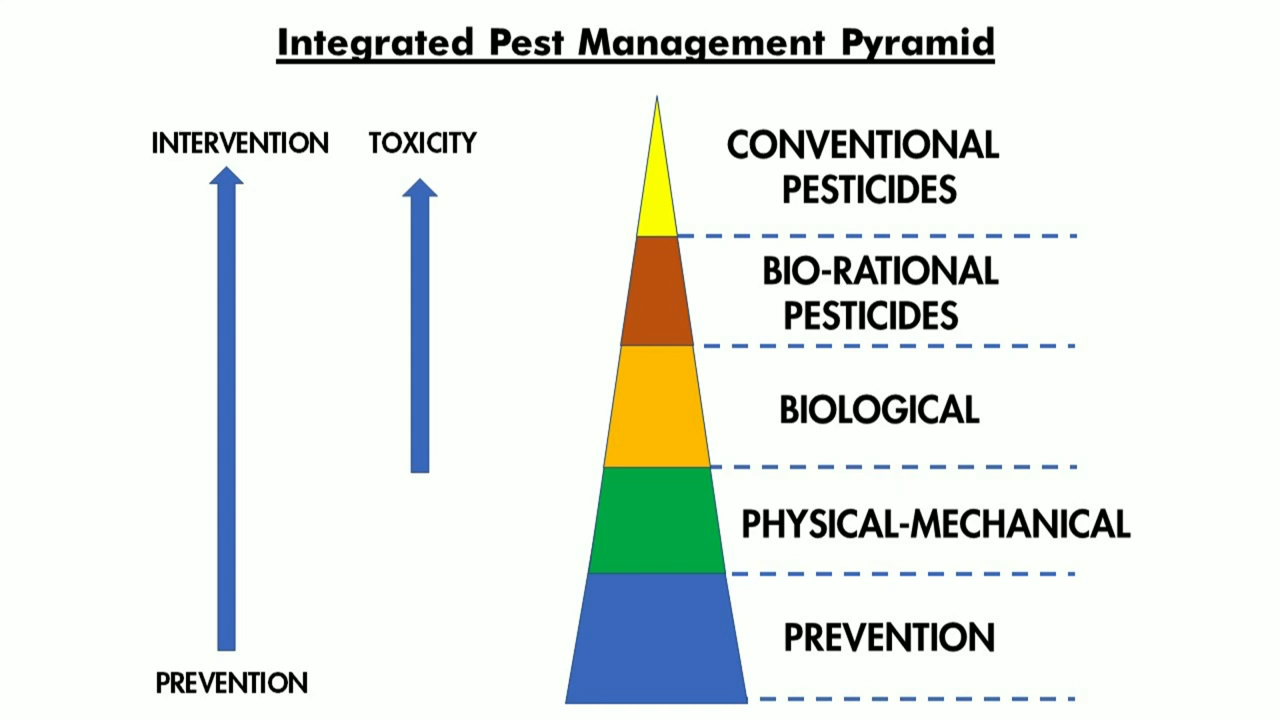 Integrated Pest Management Pyramid
INTERVENTION
TOXICITY
PREVENTION
CONVENTIONAL
PESTICIDES
BIO-RATIONAL
PESTICIDES
BIOLOGICAL
PHYSICAL-MECHANICAL
PREVENTION